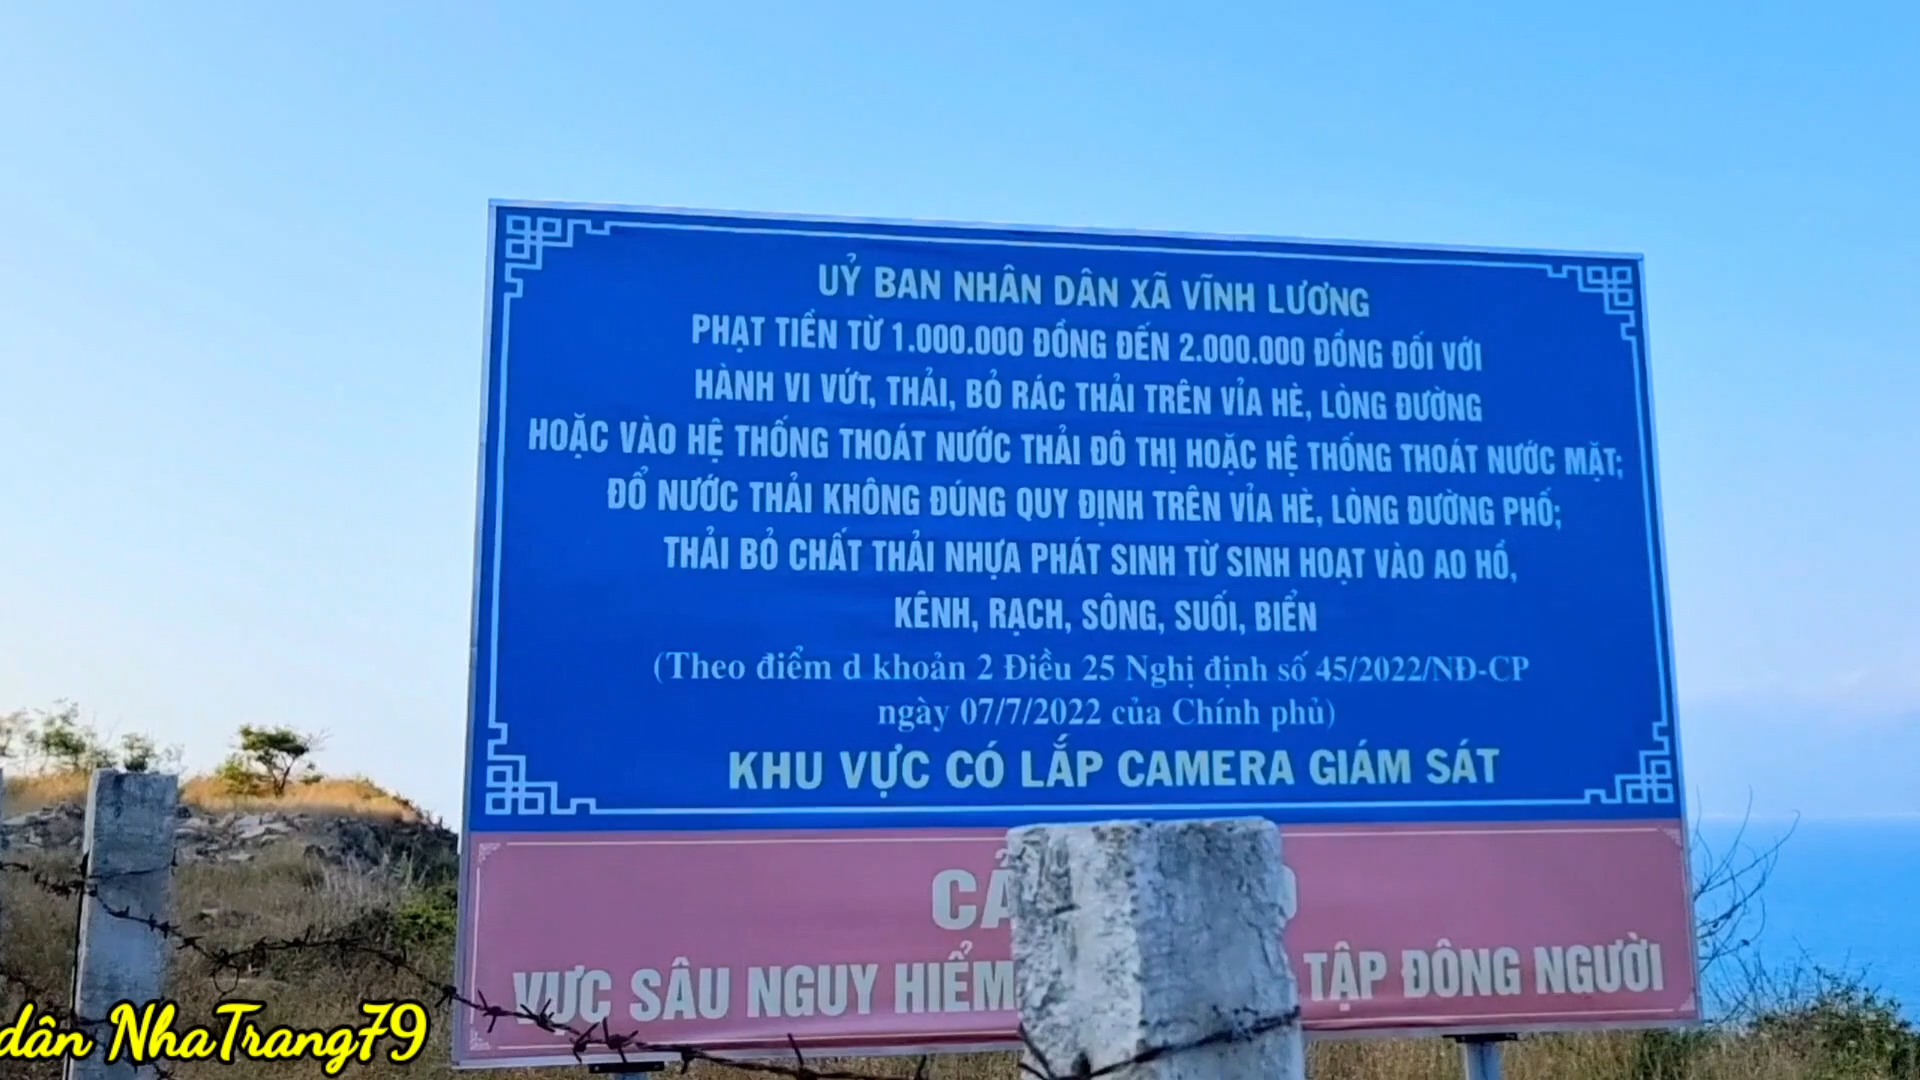 UỶ BAN NHÂN DÂN XÃ VĨNH LƯƠNG
PHẠT TIỀN TỪ 1.000.000 ĐỒNG ĐẾN 2.000.000 ĐỒNG ĐỐI VỚI
HÀNH VI VỨT, THẢI, BỎ RÁC THẢI TRÊN VỈA HÈ, LÒNG ĐƯỜNG
HOẶC VÀO HỆ THỐNG THOÁT NƯỚC THẢI ĐÔ THỊ HOẶC HỆ THỐNG THOÁT NƯỚC MẶT;
ĐỔ NƯỚC THẢI KHÔNG ĐÚNG QUY ĐỊNH TRÊN VỈA HÈ, LÒNG ĐƯỜNG PHỐ;
THẢI BỎ CHẤT THẢI NHỰA PHÁT SINH TỪ SINH HOẠT VÀO AO HỒ,
KÊNH, RẠCH, SÔNG, SUỐI, BIỂN
(Theo điểm d khoản 2 Điều 25 Nghị định số 45/2022/NĐ-CP
ngày 07/7/2022 của Chính phủ)
KHU VỰC CÓ LẮP CAMERA GIÁM SÁT
VỰC SÂU NGUY HIỂM TẬP ĐÔNG NGƯỜI
dân NhaTrang79